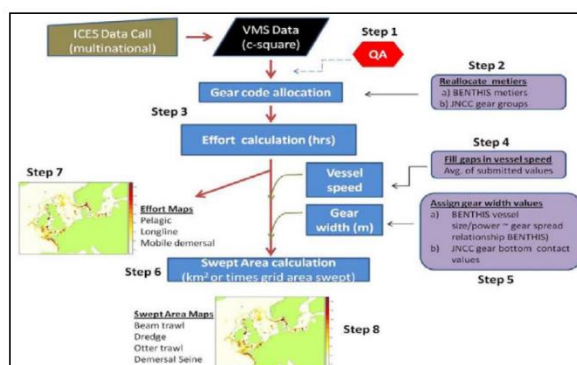 ICES Data Call
(multinational)
VMS Data
(c-square)
Step 1
QA
Step 2
Gear code allocation
Reallocate metiers
a) BENTHIS metiers
b) JNCC gear groups
Step 3
Effort calculation (hrs)
Step 4
Fill gaps in vessel speed
Avg. of submitted values
Vessel
speed
Step 7
Effort Maps
Pelagic
Longline
Mobile demersal
Gear
width (m)
Assign gear width values
a) BENTHIS vessel
size/power ~ gear spread
relationship BENTHIS)
b) JNCC gear bottom contact
values
Step 5
Step 6
Swept Area calculation
(km² or times grid area swept)
Swept Area Maps
Beam trawl
Dredge
Otter trawl
Demersal Seine
Step 8